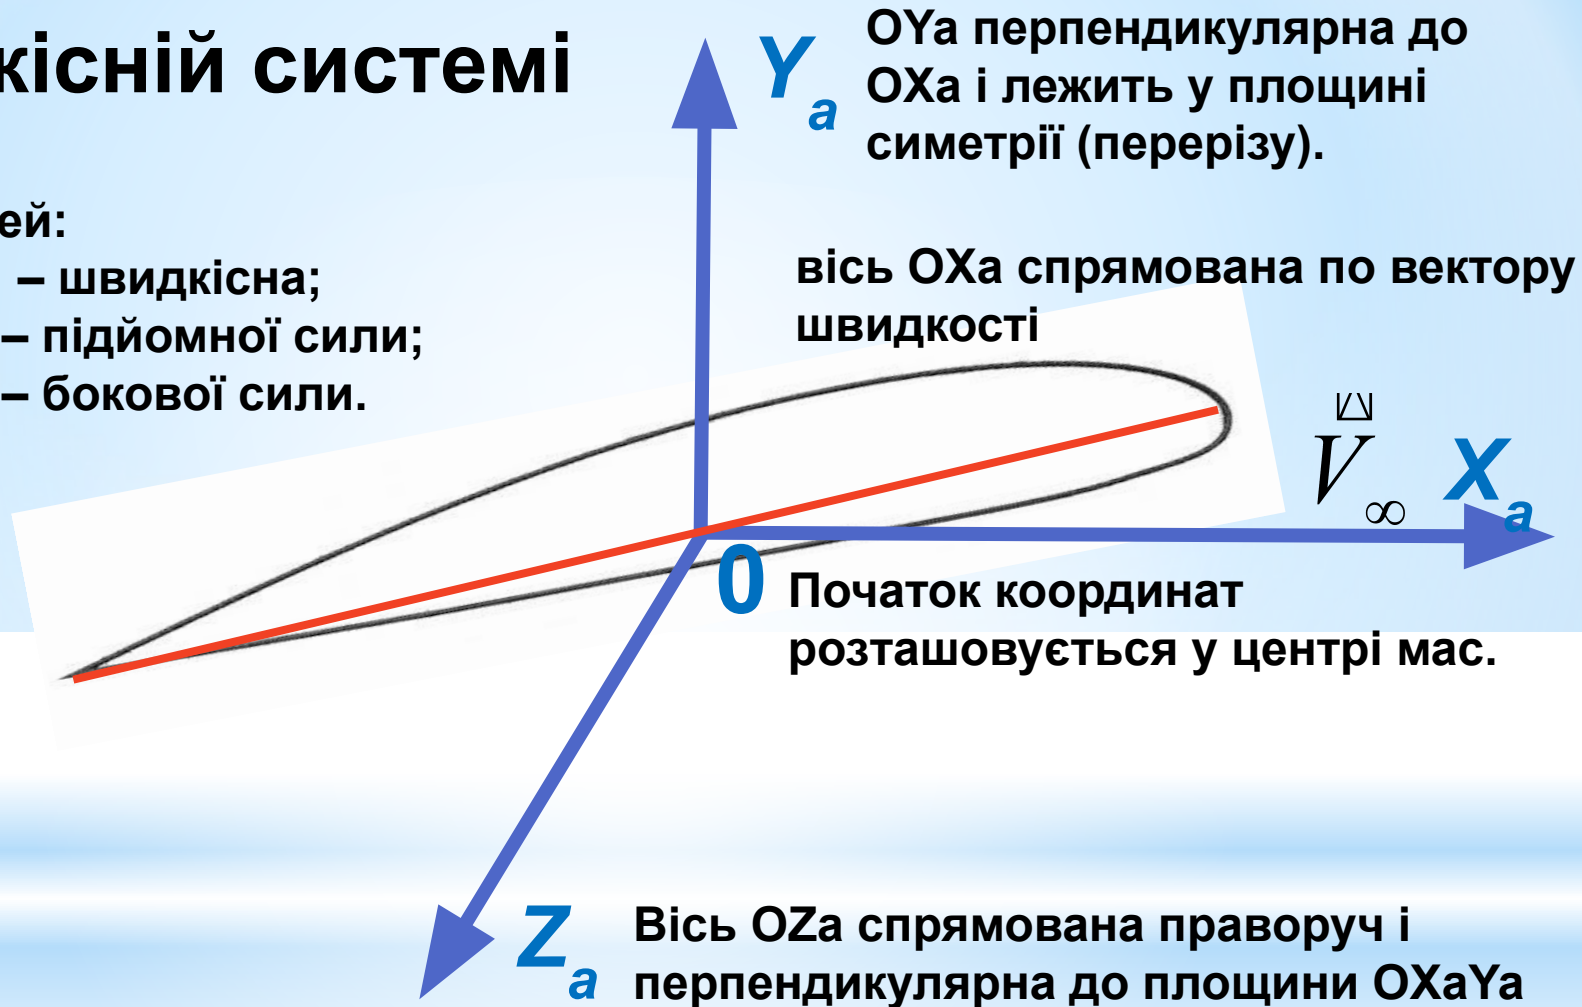 кісній системі
ей:
– швидкісна;
– підйомної сили;
– бокової сили.
Ya
OYa перпендикулярна до
OXa і лежить у площині
симетрії (перерізу).
вісь OXa спрямована по вектору
швидкості
V∞
Xa
0
Початок координат
розташовується у центрі мас.
Za
Вісь OZa спрямована праворуч і
перпендикулярна до площини OXaYa